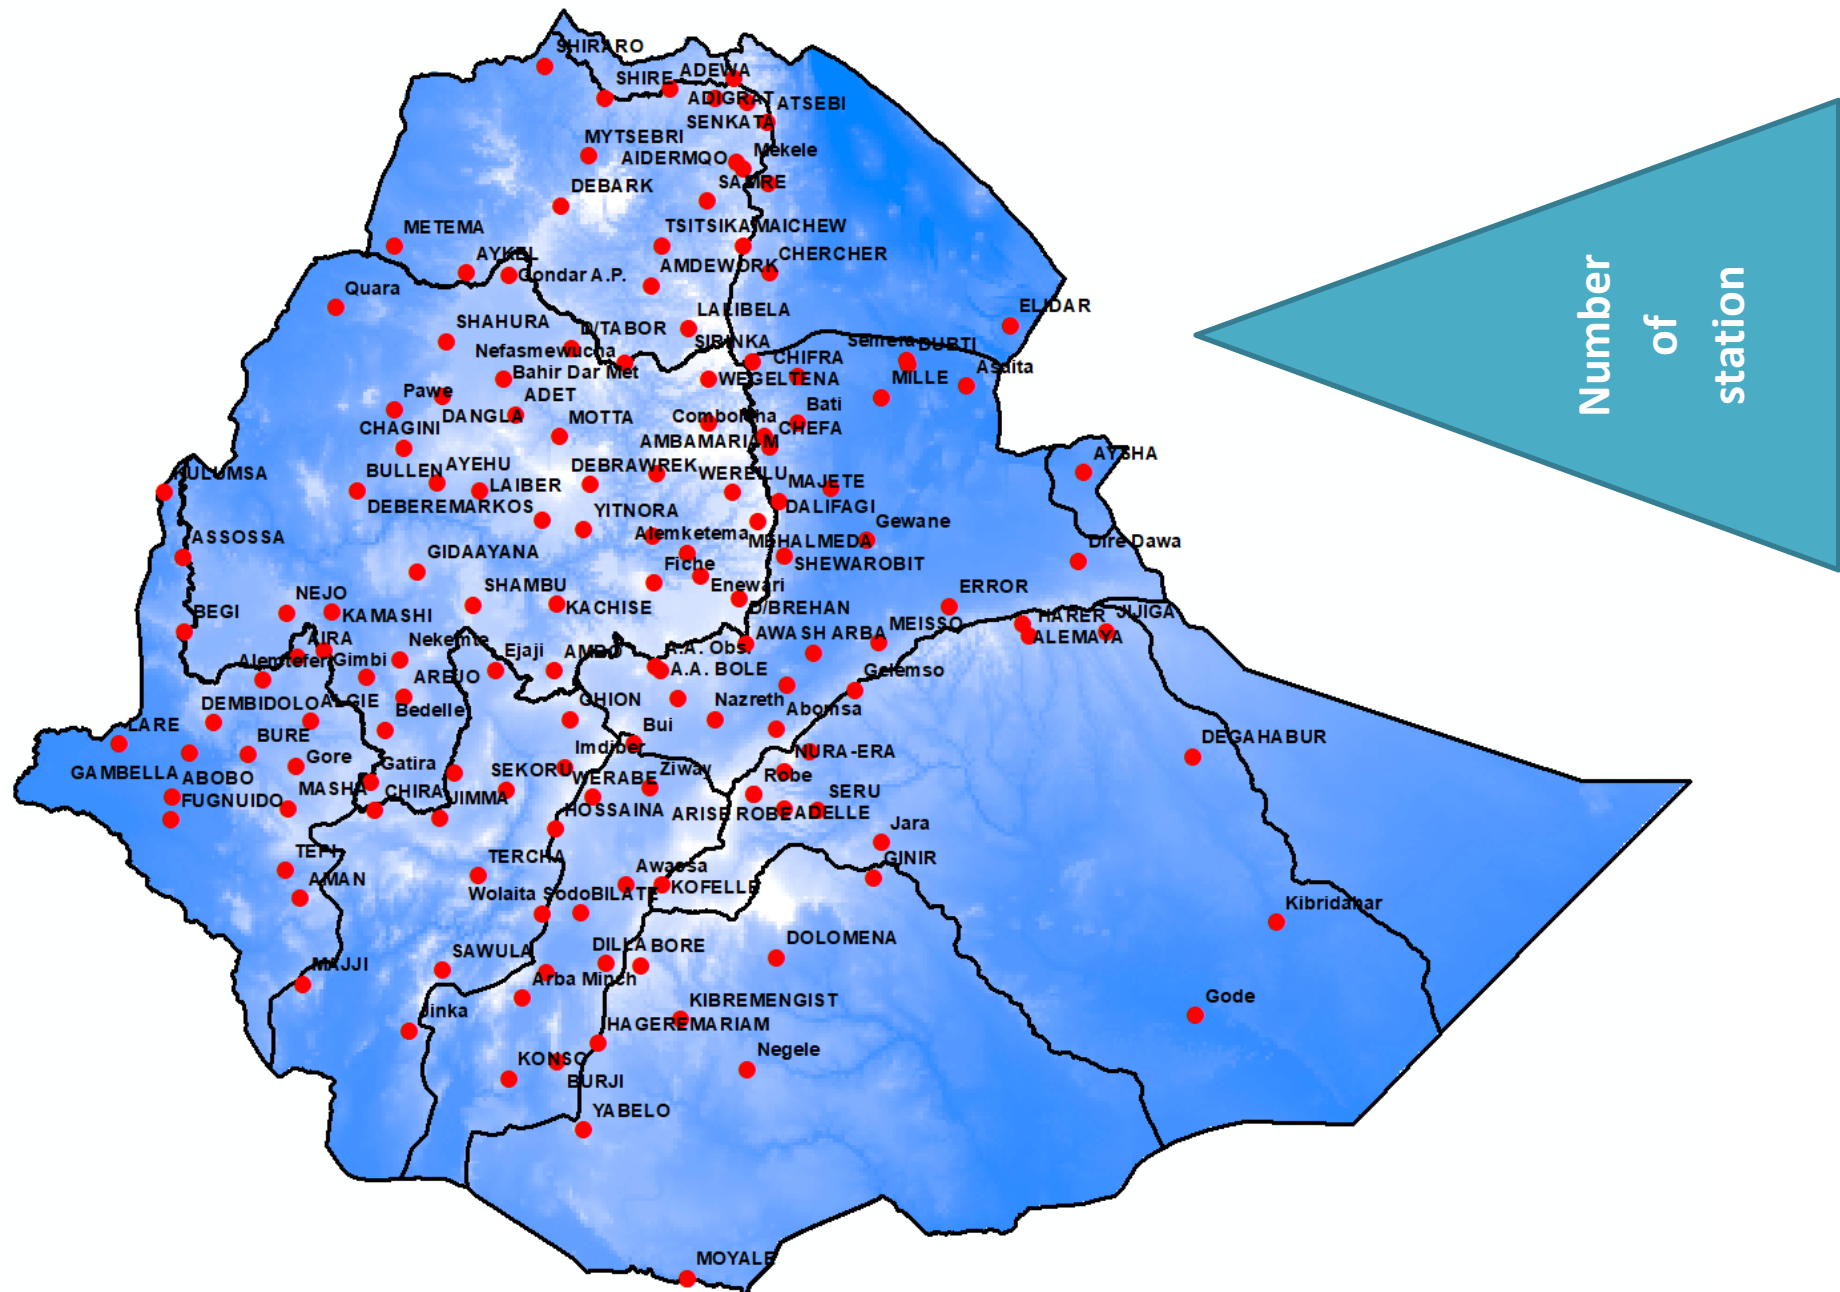 SHIRARO
SHIRE
ADEWA
ADIGRAT
ATSEBI
SENKATA
MYTSEBRI
AIDERMQO
Mekele
DEBARK
SAMRE
METEMA
TSITSIKA
MAICHEW
AYKEL
Gondar A.P.
AMDEWORK
CHERCHER
Quara
ELIDAR
SHAHURA
D/TABOR
LALIBELA
Nefasmewucha
SIRINKA
CHIFRA
Semera
DUBTI
Bahir Dar Met
WEGELTENA
MILLE
Asaita
Pawe
ADET
DANGLA
MOTTA
Combolcha
Bati
CHAGINI
AMBAMARIAM
CHEFA
AYSHA
KULUMSA
BULLEN
AYEHU
LAIBER
DEBRAWREK
WEREILU
MAJETE
DEBEREMARKOS
YITNORA
DALIFAGI
Gewane
ASSOSSA
Alemketema
MEHALMEDA
Dire Dawa
GIDAAYANA
Fiche
SHEWAROBIT
NEJO
SHAMBU
Enewari
ERROR
BEGI
KAMASHI
KACHISE
D/BREHAN
HARER
JIJIGA
AIRA
Nekemte
AWASH ARBA
MEISSO
ALEMAYA
Alemteferi
Gimbi
Ejaji
AMBO
A.A. Obs.
A.A. BOLE
Gelemso
AREJO
DEMBIDOLO
ALGIE
Bedelle
GHION
Nazreth
Abomsa
LARE
BURE
Bui
DEGAHABUR
Gore
Gatira
Imdiber
NURA-ERA
GAMBELLA
ABOBO
SEKORU
WERABE
Ziway
Robe
FUGNUIDO
MASHA
CHIRA
JIMMA
HOSSAINA
ARISE ROBE
ADELLE
SERU
Jara
TEPI
TERCHA
Awassa
GINIR
AMAN
Wolaita Sodo
BILATE
KOFELLE
Kibridahar
SAWULA
DILLA
BORE
DOLOMENA
MAJJI
Arba Minch
Jinka
KIBREMENGIST
Gode
HAGEREMARIAM
KONSO
BURJI
Negele
YABELO
MOYALE
Number
of
station